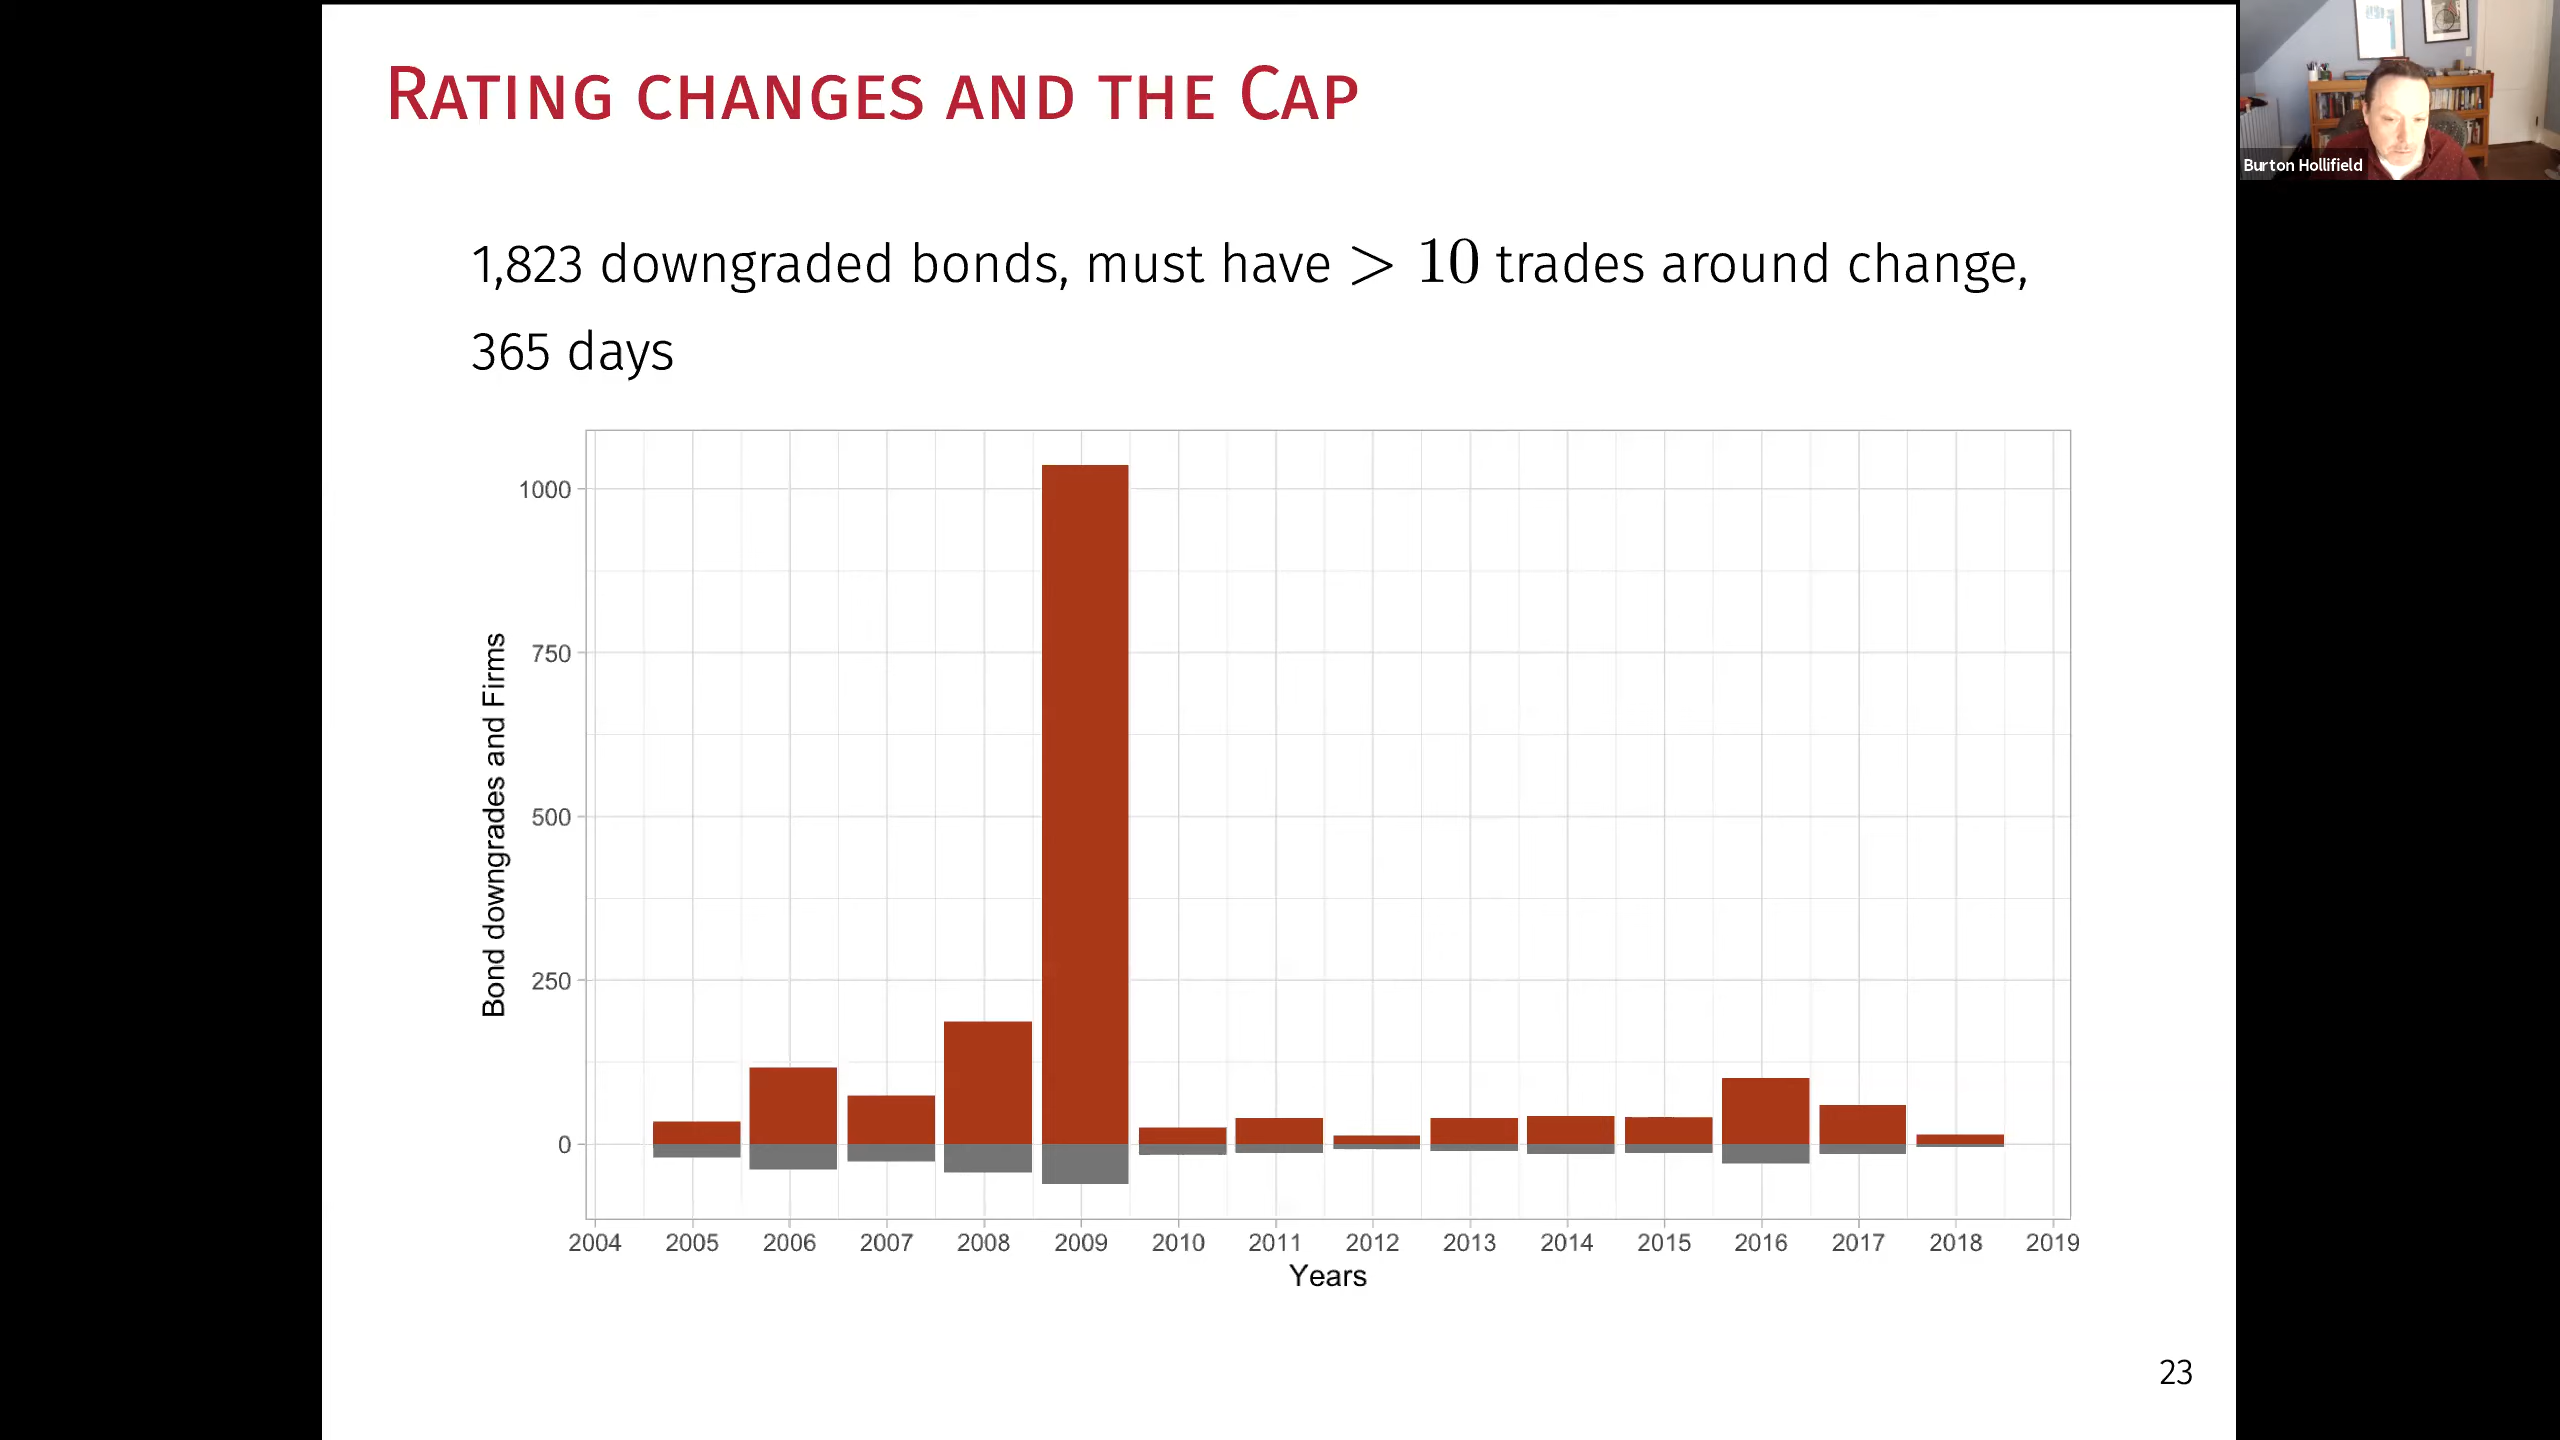 Rating changes and the Cap
Burton Hollifield
1,823 downgraded bonds, must have > 10 trades around change,
365 days
Bond downgrades and Firms
1000
750
500
250
0
2004 2005 2006 2007 2008 2009 2010 2011 2012 2013 2014 2015 2016 2017 2018 2019
Years
23